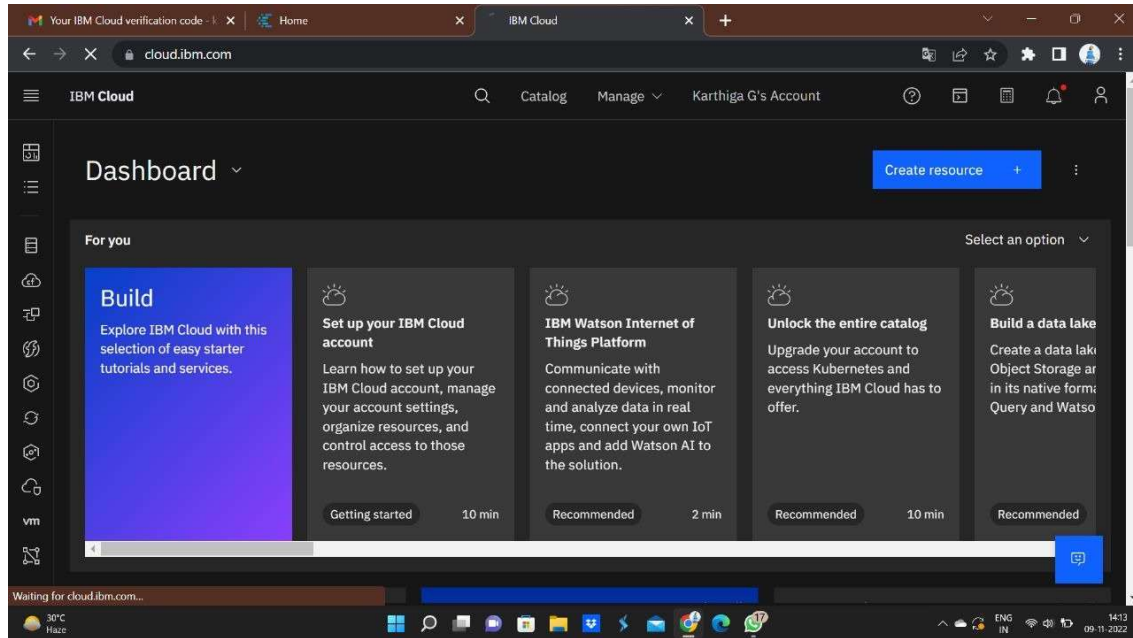 Your IBM Cloud verification code - k
Home
IBM Cloud
cloud.ibm.com
IBM Cloud
Catalog
Manage
Karthiga G's Account
Dashboard
Create resource +
For you
Select an option
Build
Explore IBM Cloud with this
selection of easy starter
tutorials and services.
Set up your IBM Cloud
account
Learn how to set up your
IBM Cloud account, manage
your account settings,
organize resources, and
control access to those
resources.
Getting started
10 min
IBM Watson Internet of
Things Platform
Communicate with
connected devices, monitor
and analyze data in real
time, connect your own IoT
apps and add Watson AI to
the solution.
Recommended
2 min
Unlock the entire catalog
Upgrade your account to
access Kubernetes and
everything IBM Cloud has to
offer.
Recommended
10 min
Build a data lake
Create a data lak
Object Storage an
in its native forma
Query and Watso
Recommended
vm
Waiting for cloud.ibm.com...
30°C
Haze
17
ENG
IN
14:13
09-11-2022